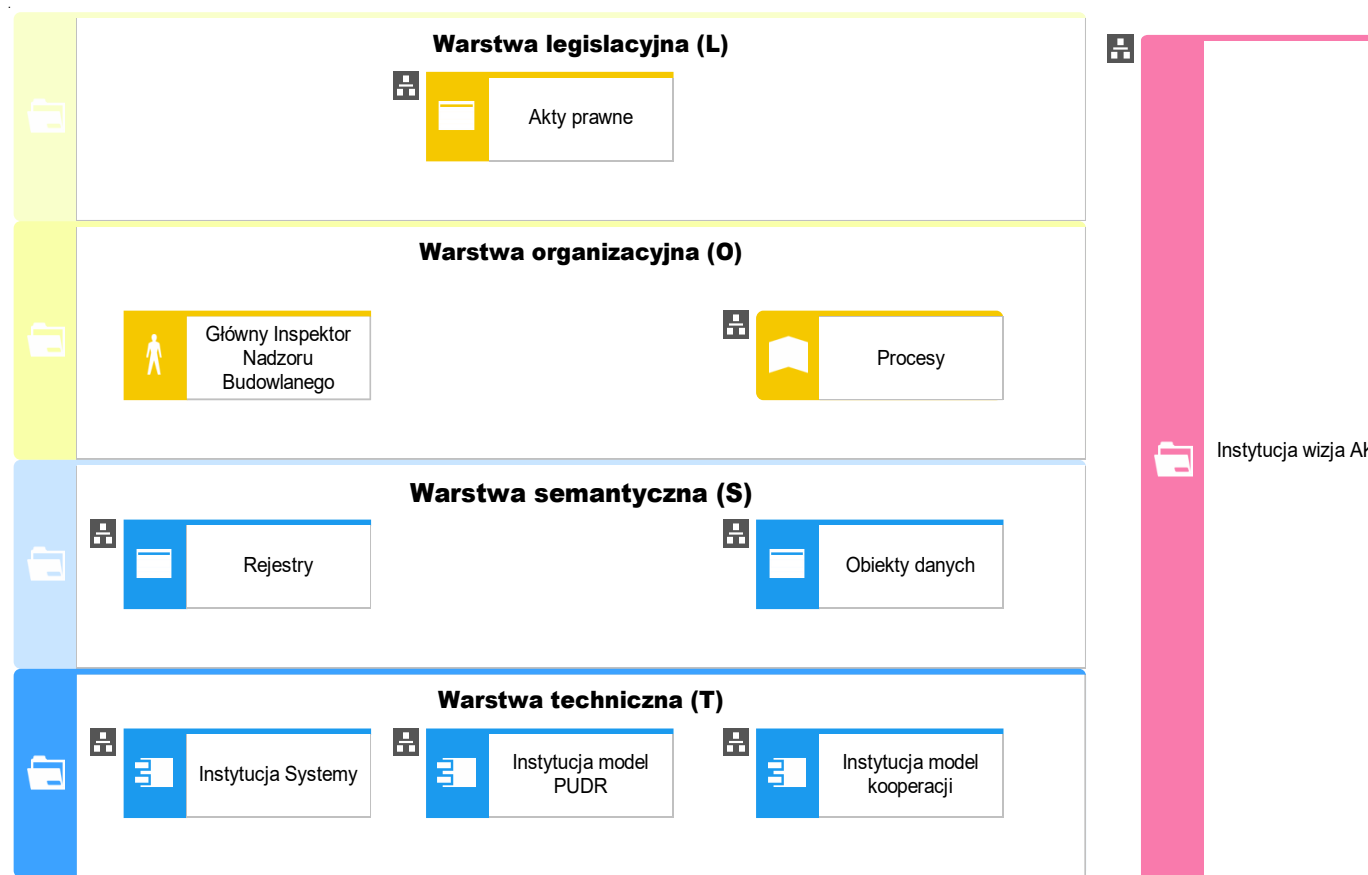 Warstwa legislacyjna (L)
Akty prawne
Warstwa organizacyjna (O)
Główny Inspektor
Nadzoru
Budowlanego
Procesy
Warstwa semantyczna (S)
Rejestry
Obiekty danych
Warstwa techniczna (T)
Instytucja Systemy
Instytucja model
PUDR
Instytucja model
kooperacji
Instytucja wizja